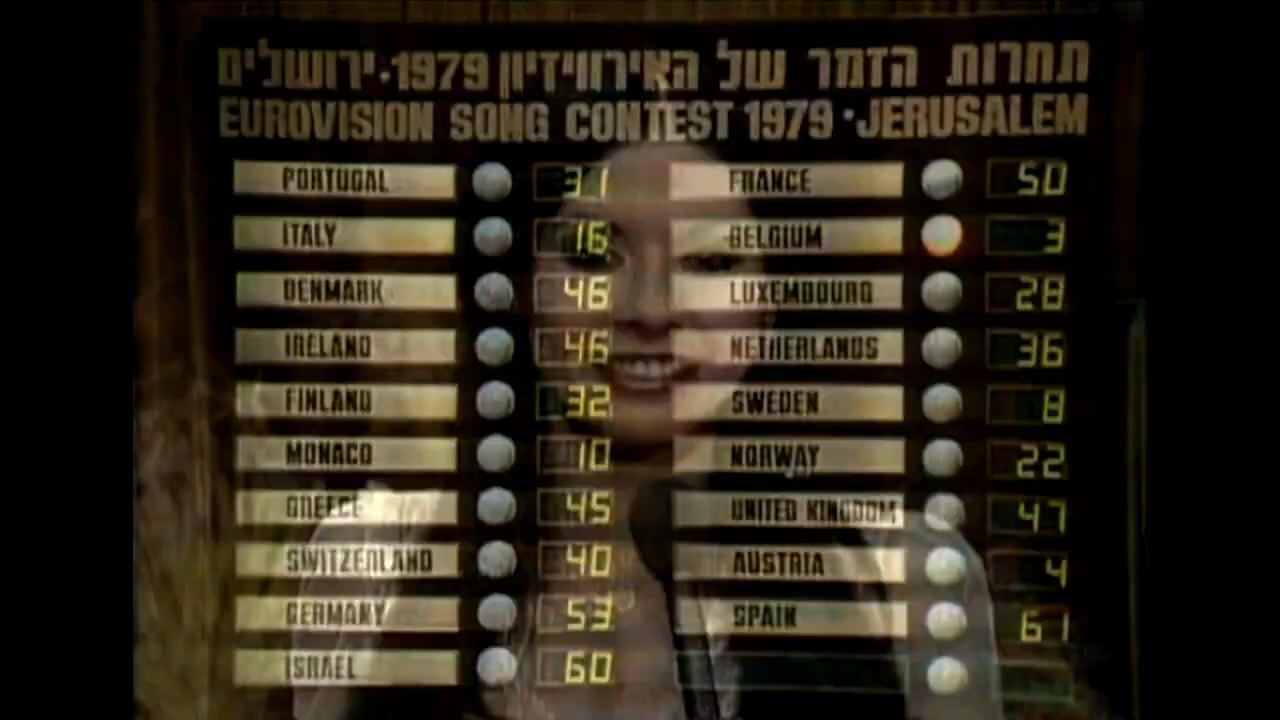 תחרות הזמר של האירוויזיון 1979 · ירושלים
EUROVISION SONG CONTEST 1979 · JERUSALEM
PORTUGAL 31 FRANCE 50
ITALY 16 BELGIUM 3
DENMARK 46 LUXEMBOURG 28
IRELAND 46 NETHERLANDS 36
FINLAND 32 SWEDEN 8
MONACO 10 NORWAY 22
GREECE 45 UNITED KINGDOM 47
SWITZERLAND 40 AUSTRIA 4
GERMANY 53 SPAIN 61
ISRAEL 60